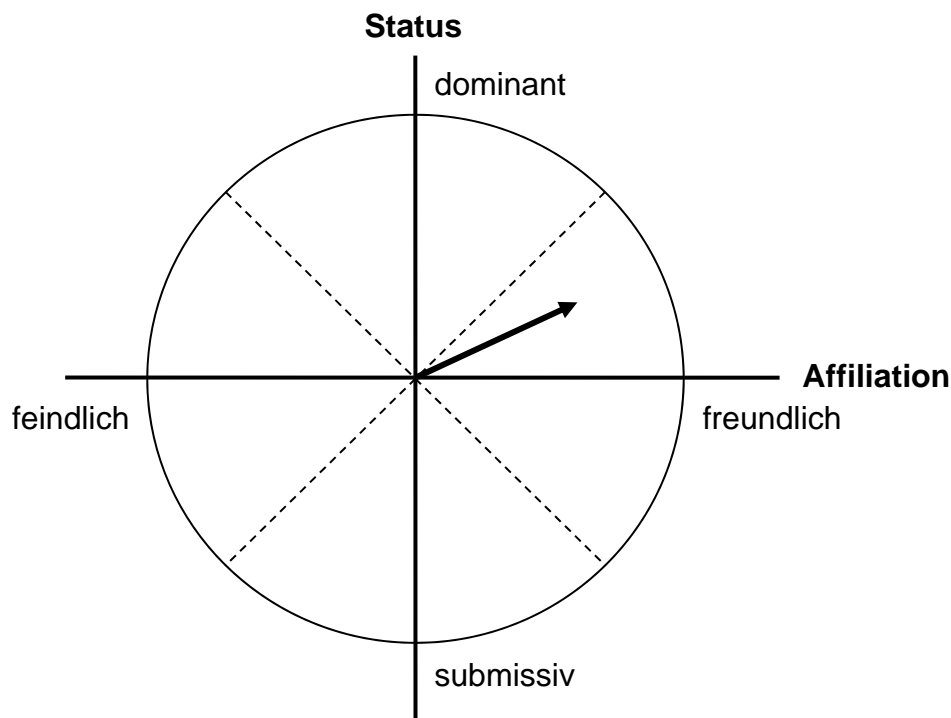 Status
dominant
Affiliation
feindlich
freundlich
submissiv